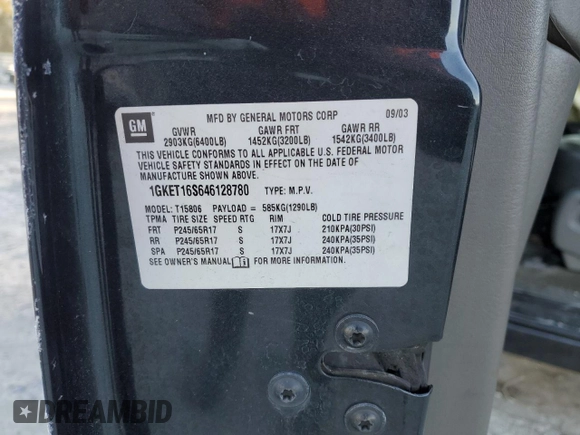 GM
MFD BY GENERAL MOTORS CORP 09/03
GVWR GAWR FRT GAWR RR
2903KG(6400LB) 1452KG(3200LB) 1542KG(3400LB)
THIS VEHICLE CONFORMS TO ALL APPLICABLE U.S. FEDERAL MOTOR
VEHICLE SAFETY STANDARDS IN EFFECT ON THE DATE OF
MANUFACTURE SHOWN ABOVE.
1GKET16S646128780 TYPE: M.P.V.
MODEL: T15806 PAYLOAD = 585KG(1290LB)
TPMA TIRE SIZE SPEED RTG RIM COLD TIRE PRESSURE
FRT P245/65R17 S 17X7J 210KPA(30PSI)
RR P245/65R17 S 17X7J 240KPA(35PSI)
SPA P245/65R17 S 17X7J 240KPA(35PSI)
SEE OWNER'S MANUAL FOR MORE INFORMATION.
DREAMBID